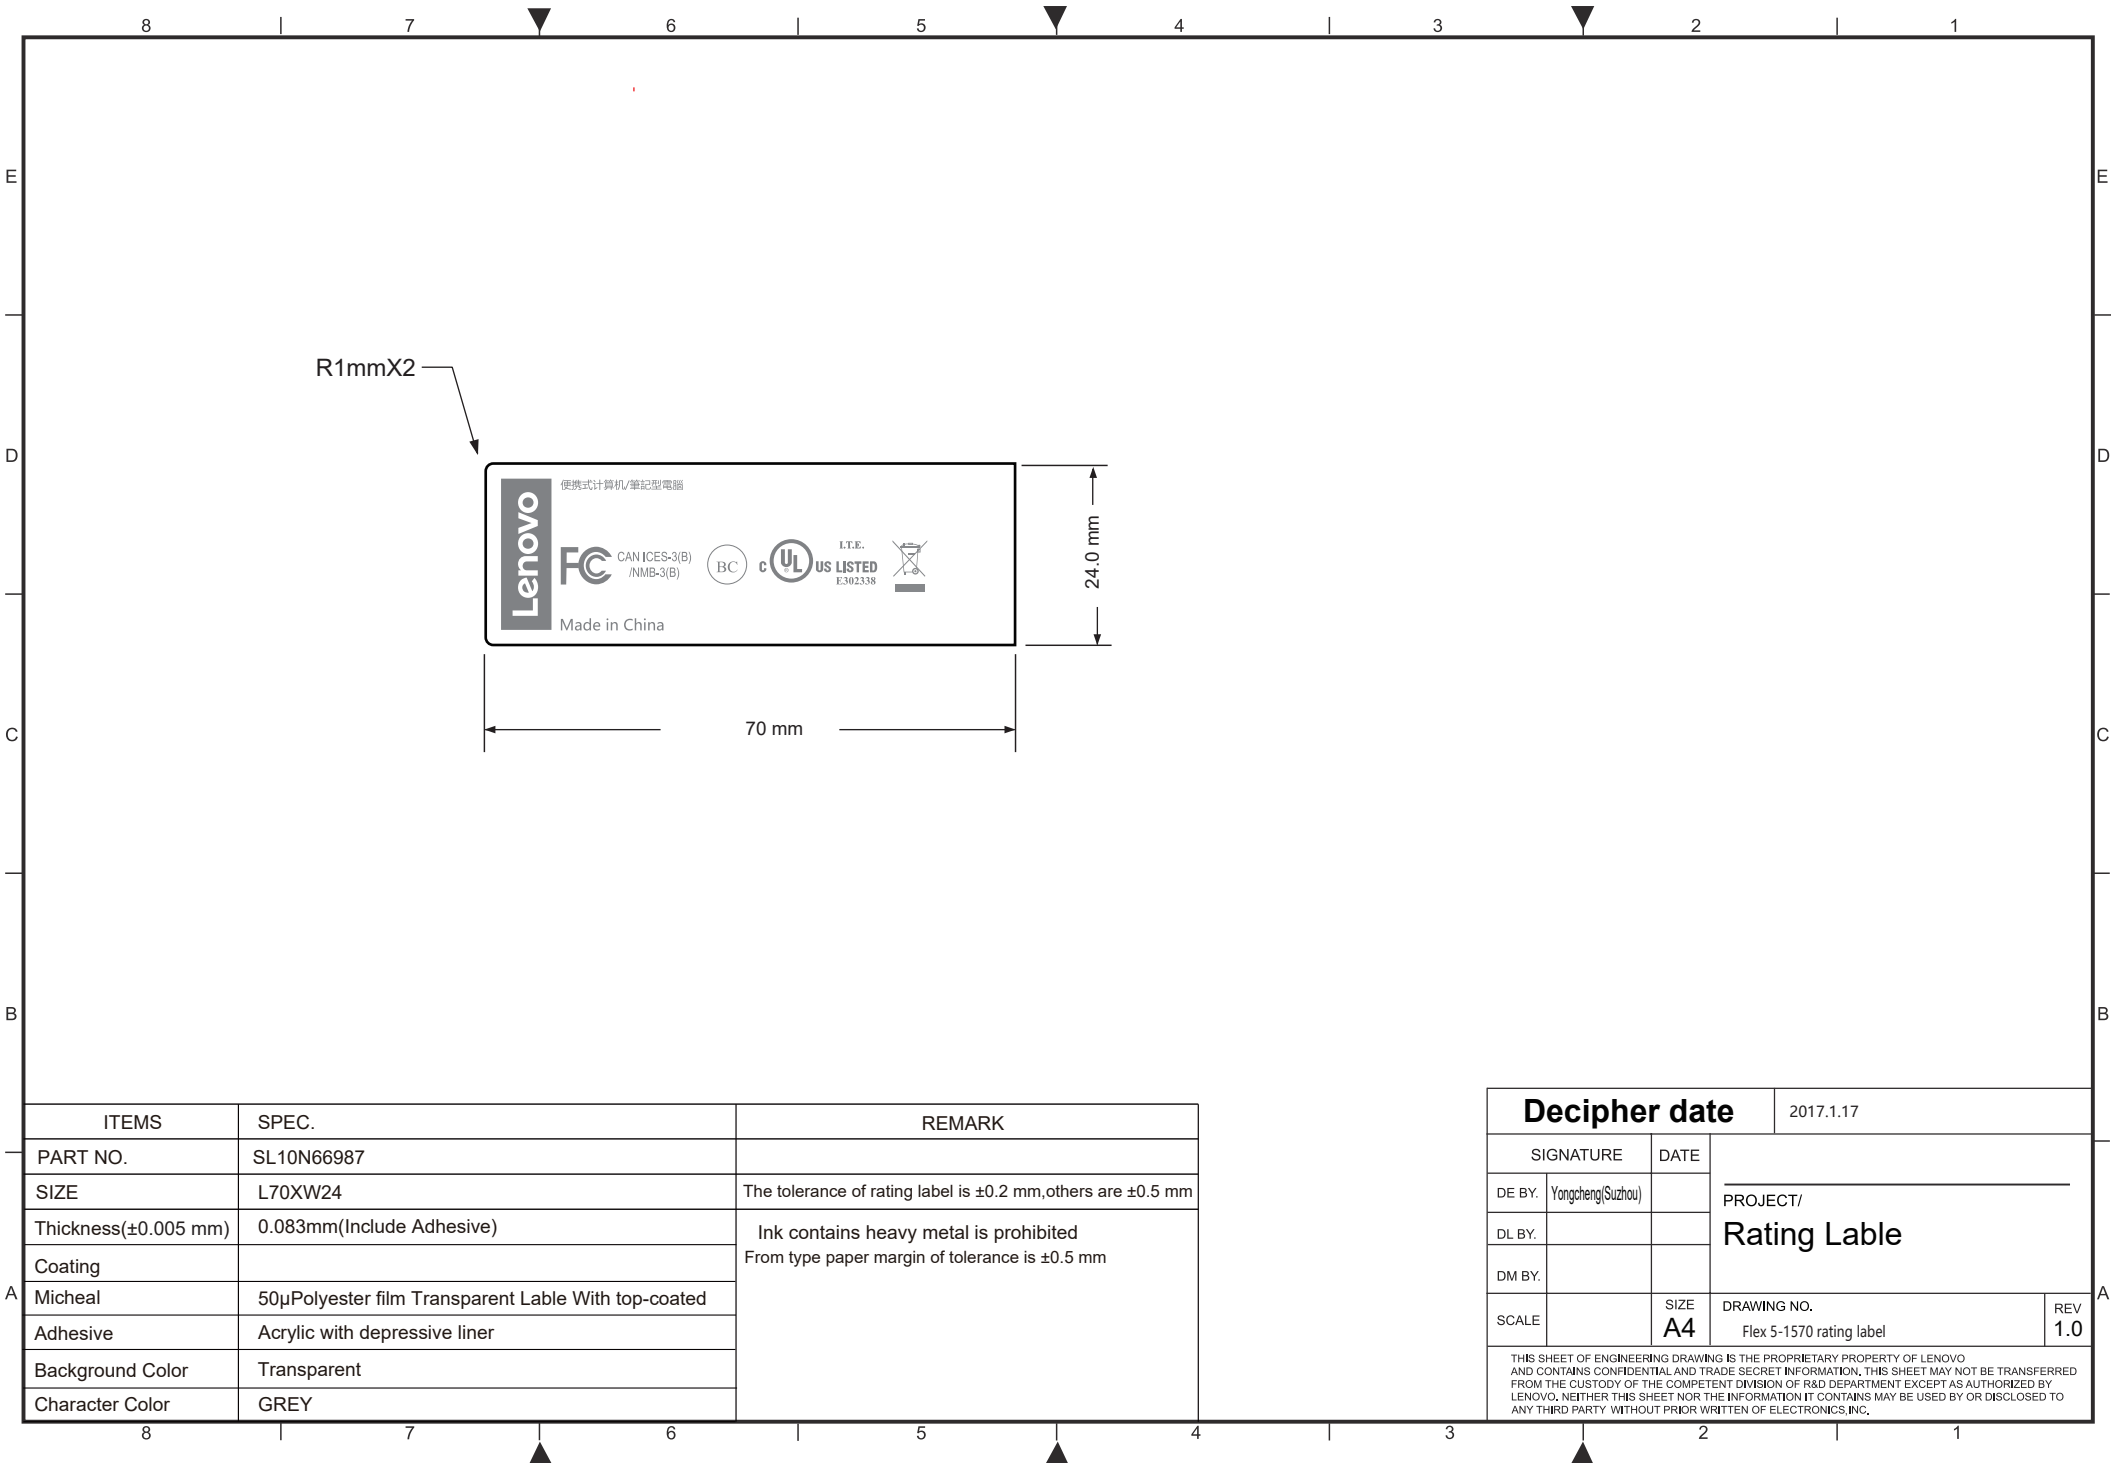 8 7 6 5 4 3 2 1
E E
R1mmX2
D D
Lenovo
便携式计算机/筆記型電腦
FC CAN ICES-3(B)
/NMB-3(B)
BC
C UL ® US LISTED
I.T.E.
E302338
Made in China
24.0 mm
70 mm
C C
B B
ITEMS SPEC. REMARK
PART NO. SL10N66987
SIZE L70XW24 The tolerance of rating label is ±0.2 mm,others are ±0.5 mm
Thickness(±0.005 mm) 0.083mm(Include Adhesive) Ink contains heavy metal is prohibited
From type paper margin of tolerance is ±0.5 mm
Coating
Micheal 50μPolyester film Transparent Lable With top-coated
Adhesive Acrylic with depressive liner
Background Color Transparent
Character Color GREY
A A
Decipher date 2017.1.17
SIGNATURE DATE
DE BY. Yongcheng(Suzhou)
DL BY.
DM BY.
PROJECT/
Rating Lable
SCALE
SIZE
A4
DRAWING NO.
Flex 5-1570 rating label
REV
1.0
THIS SHEET OF ENGINEERING DRAWING IS THE PROPRIETARY PROPERTY OF LENOVO
AND CONTAINS CONFIDENTIAL AND TRADE SECRET INFORMATION. THIS SHEET MAY NOT BE TRANSFERRED
FROM THE CUSTODY OF THE COMPETENT DIVISION OF R&D DEPARTMENT EXCEPT AS AUTHORIZED BY
LENOVO. NEITHER THIS SHEET NOR THE INFORMATION IT CONTAINS MAY BE USED BY OR DISCLOSED TO
ANY THIRD PARTY WITHOUT PRIOR WRITTEN OF ELECTRONICS,INC.
8 7 6 5 4 3 2 1